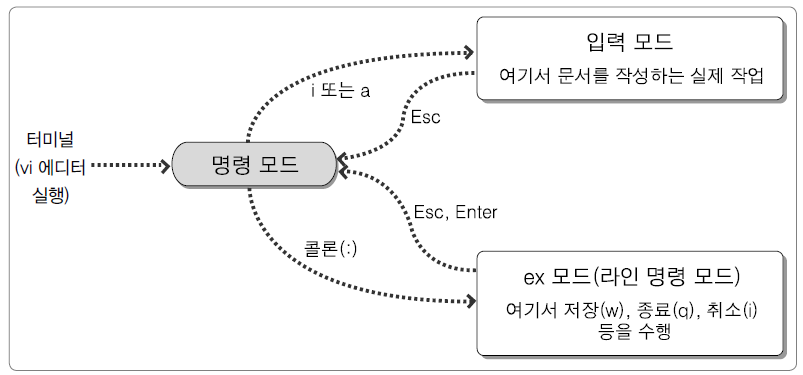 입력 모드
여기서 문서를 작성하는 실제 작업
i 또는 a
Esc
터미널
(vi 에디터
실행)
명령 모드
Esc, Enter
콜론(:)
ex 모드(라인 명령 모드)
여기서 저장(w), 종료(q), 취소(i)
등을 수행